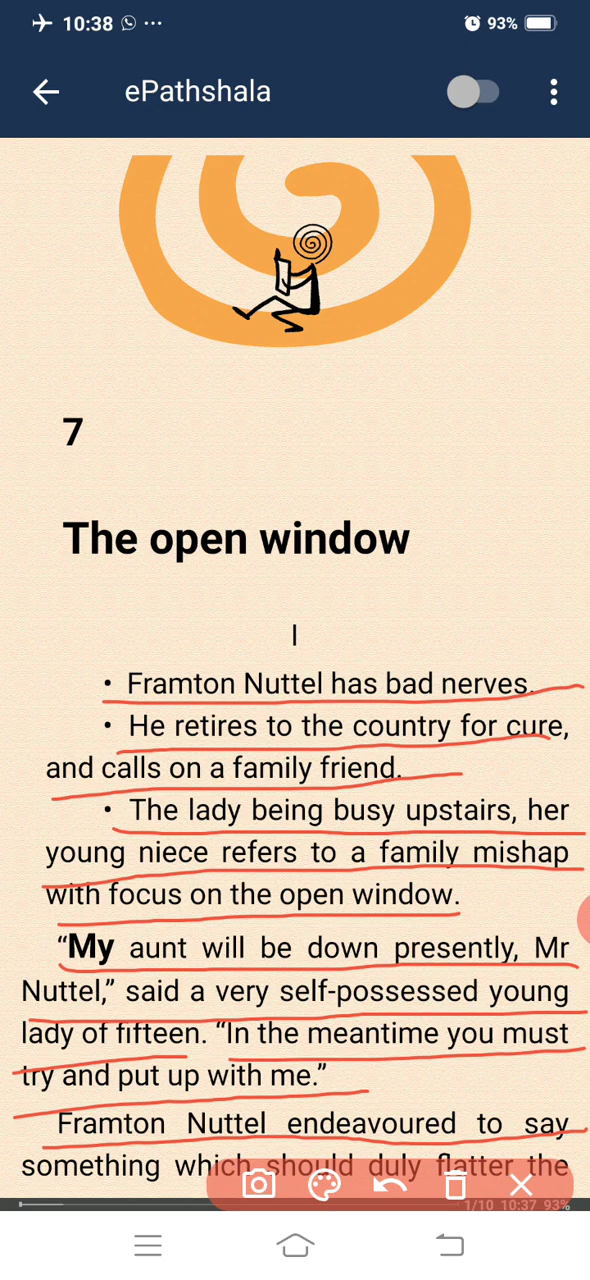 10:38 ...
93%
ePathshala
7
The open window
I
• Framton Nuttel has bad nerves.
• He retires to the country for cure,
and calls on a family friend.
• The lady being busy upstairs, her
young niece refers to a family mishap
with focus on the open window.
“My aunt will be down presently, Mr
Nuttel,” said a very self-possessed young
lady of fifteen. “In the meantime you must
try and put up with me.”
Framton Nuttel endeavoured to say
something which should duly flatter the
1/10 10:37 93%